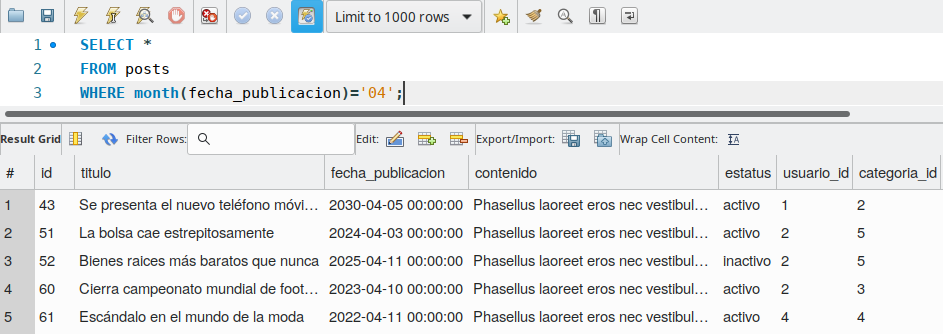 Limit to 1000 rows
1 SELECT *
2 FROM posts
3 WHERE month(fecha_publicacion)='04';
Result Grid Filter Rows: Edit: Export/Import: Wrap Cell Content:
# id titulo fecha_publicacion contenido estatus usuario_id categoria_id
1 43 Se presenta el nuevo teléfono móvi... 2030-04-05 00:00:00 Phasellus laoreet eros nec vestibul... activo 1 2
2 51 La bolsa cae estrepitosamente 2024-04-03 00:00:00 Phasellus laoreet eros nec vestibul... activo 2 5
3 52 Bienes raices más baratos que nunca 2025-04-11 00:00:00 Phasellus laoreet eros nec vestibul... inactivo 2 5
4 60 Cierra campeonato mundial de foot... 2023-04-10 00:00:00 Phasellus laoreet eros nec vestibul... activo 2 3
5 61 Escándalo en el mundo de la moda 2022-04-11 00:00:00 Phasellus laoreet eros nec vestibul... activo 4 4